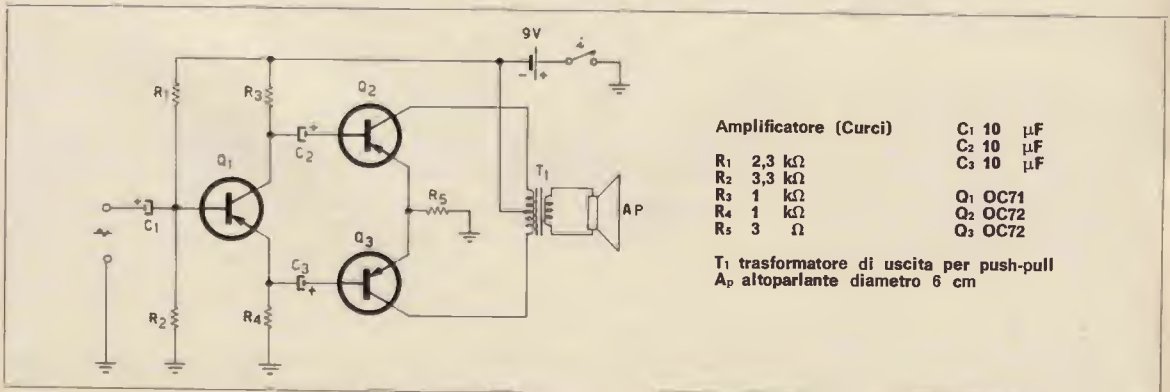 9V
i
- +
R1
R3
Q2
+
C2
Q1
T1
R5
AP
C1
Q3
C3
+
R2
R4
Amplificatore (Curci)
R1 2,3 kΩ
R2 3,3 kΩ
R3 1 kΩ
R4 1 kΩ
R5 3 Ω
C1 10 μF
C2 10 μF
C3 10 μF
Q1 OC71
Q2 OC72
Q3 OC72
T1 trasformatore di uscita per push-pull
Ap altoparlante diametro 6 cm